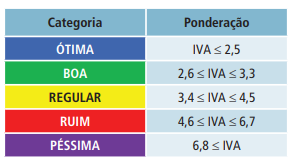 Categoria Ponderação
ÓTIMA IVA ≤ 2,5
BOA 2,6 ≤ IVA ≤ 3,3
REGULAR 3,4 ≤ IVA ≤ 4,5
RUIM 4,6 ≤ IVA ≤ 6,7
PÉSSIMA 6,8 ≤ IVA